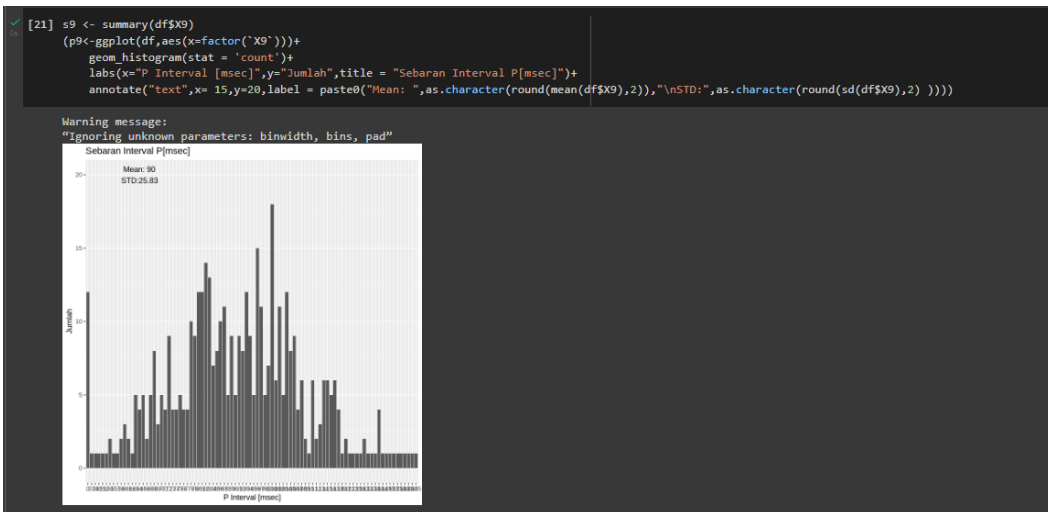 [21] s9 <- summary(df$X9)
(p9<-ggplot(df,aes(x=factor(`X9`)))+
geom_histogram(stat = 'count')+
labs(x="P Interval [msec]",y="Jumlah",title = "Sebaran Interval P[msec]")+
annotate("text",x= 15,y=20,label = paste0("Mean: ",as.character(round(mean(df$X9),2)),"\nSTD:",as.character(round(sd(df$X9),2) ))))
Warning message:
“Ignoring unknown parameters: binwidth, bins, pad”
Sebaran Interval P[msec]
Mean: 90
STD:25.83
20
15
10
5
0
Jumlah
P Interval [msec]